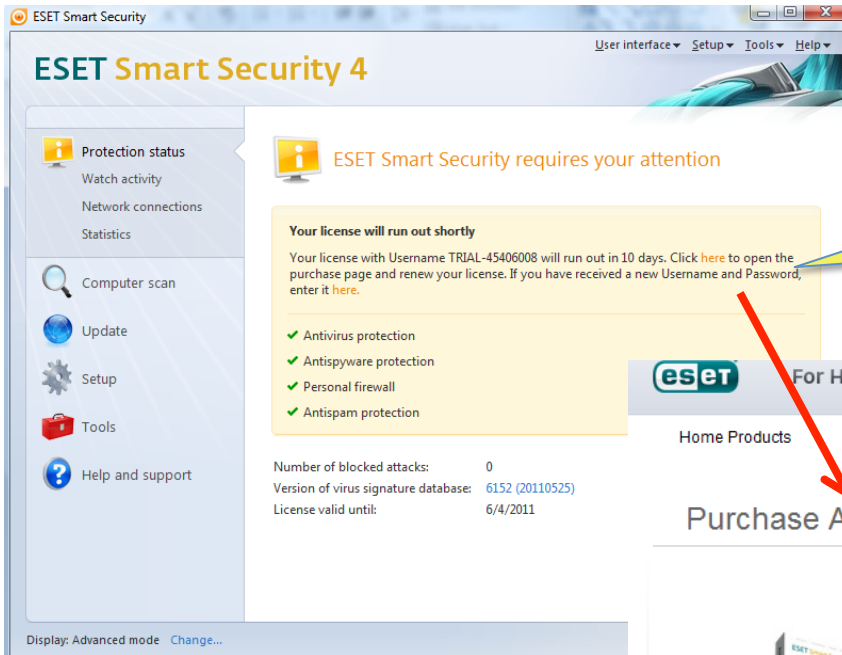 ESET Smart Security
User interface Setup Tools Help
ESET Smart Security 4
Protection status
Watch activity
Network connections
Statistics
Computer scan
Update
Setup
Tools
Help and support
ESET Smart Security requires your attention
Your license will run out shortly
Your license with Username TRIAL-45406008 will run out in 10 days. Click here to open the
purchase page and renew your license. If you have received a new Username and Password,
enter it here.
Antivirus protection
Antispyware protection
Personal firewall
Antispam protection
Number of blocked attacks: 0
Version of virus signature database: 6152 (20110525)
License valid until: 6/4/2011
Display: Advanced mode Change...
eset For H
Home Products
Purchase A